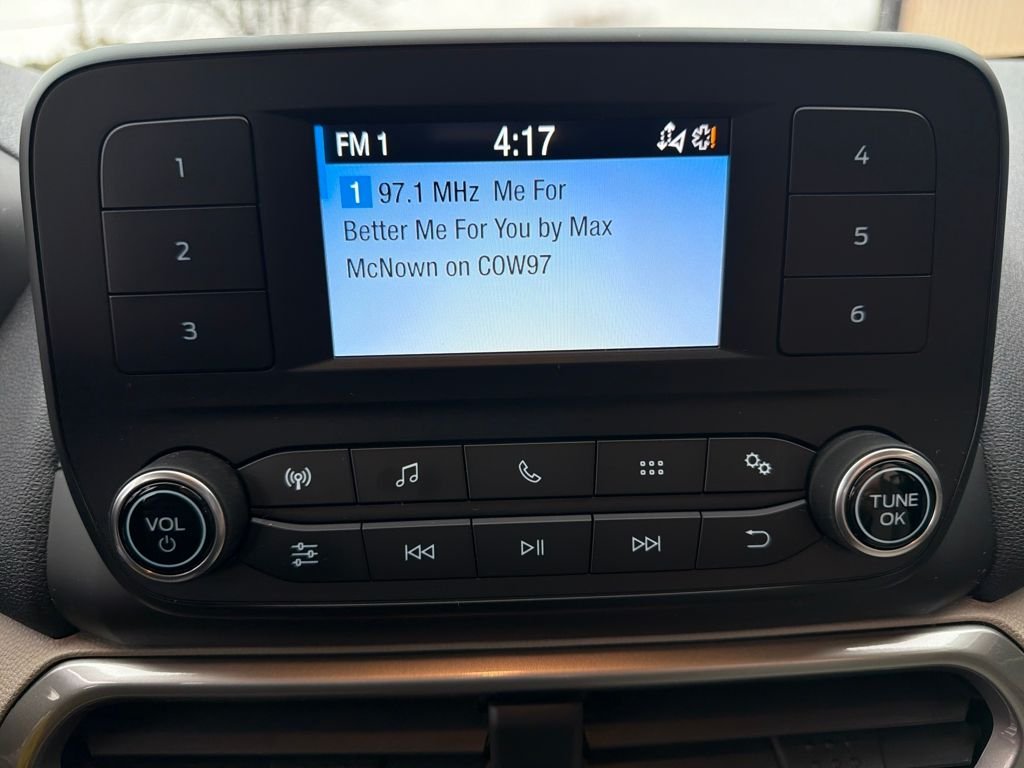 FM 1 4:17
1 97.1 MHz Me For
Better Me For You by Max
McNown on COW97
1
2
3
4
5
6
VOL
TUNE
OK